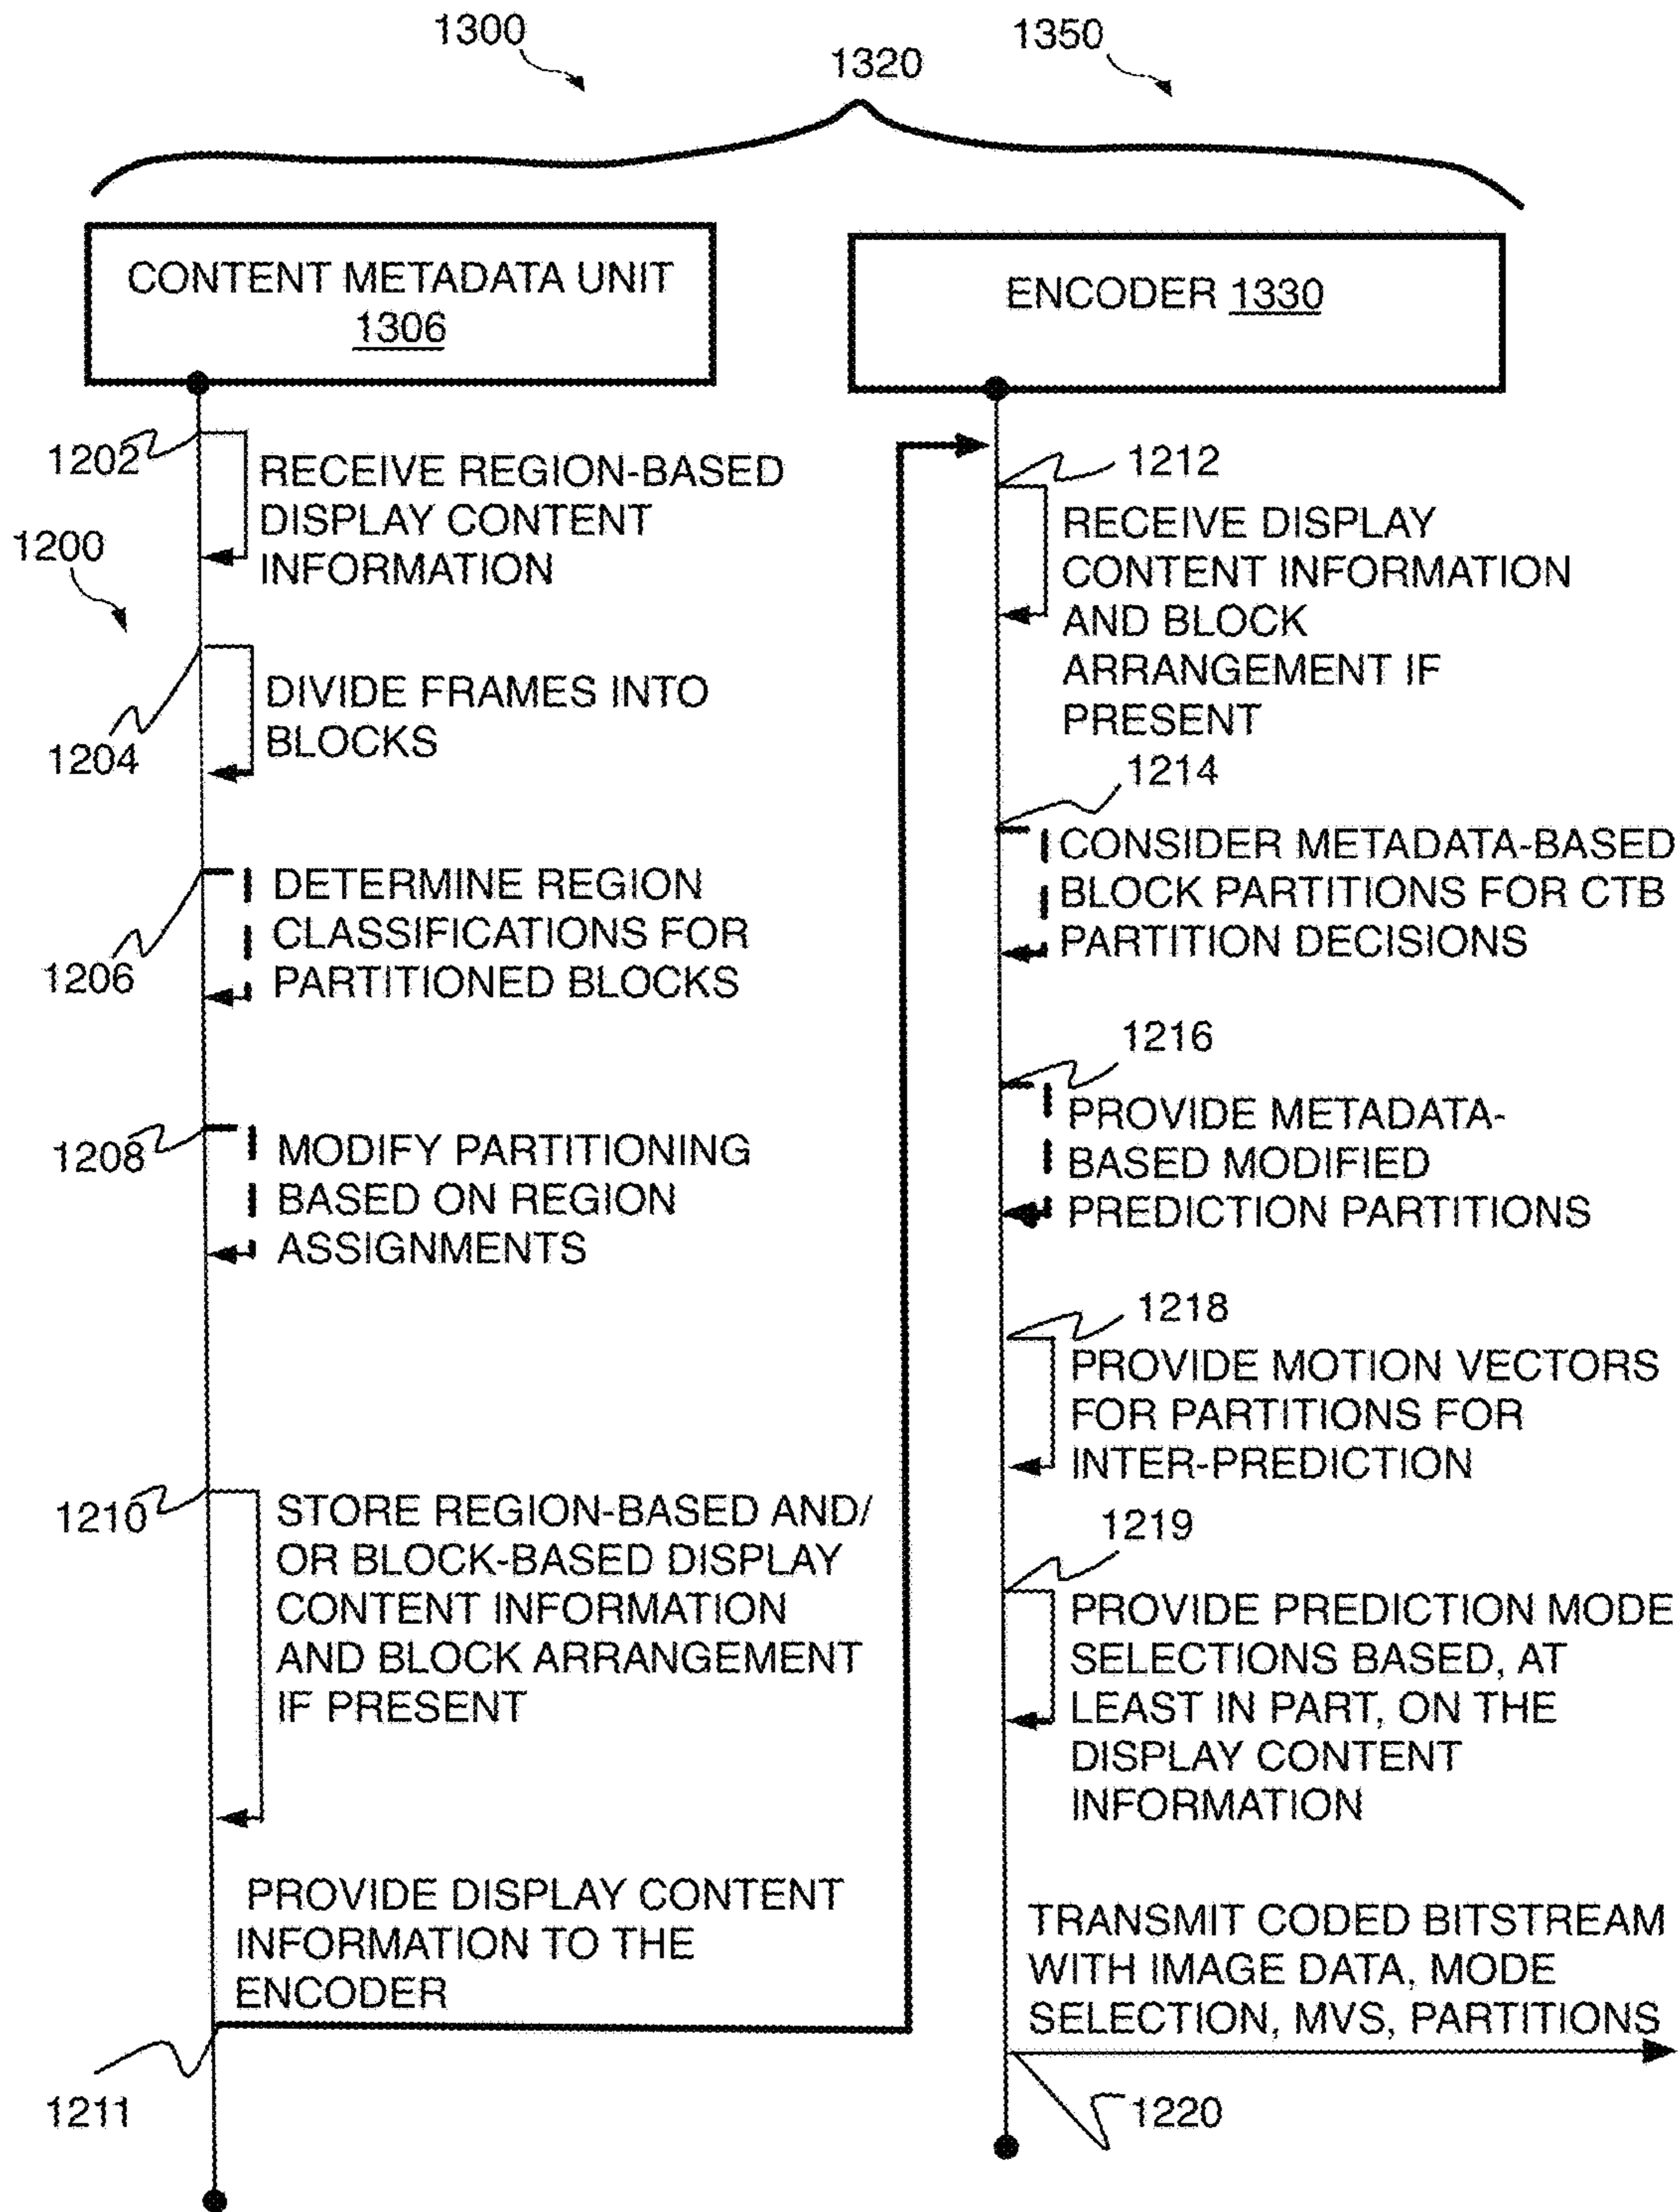 1300
1350
1320
CONTENT METADATA UNIT
1306
ENCODER 1330
1202
RECEIVE REGION-BASED
DISPLAY CONTENT
INFORMATION
1200
1204
DIVIDE FRAMES INTO
BLOCKS
1206
DETERMINE REGION
CLASSIFICATIONS FOR
PARTITIONED BLOCKS
1208
MODIFY PARTITIONING
BASED ON REGION
ASSIGNMENTS
1210
STORE REGION-BASED AND/
OR BLOCK-BASED DISPLAY
CONTENT INFORMATION
AND BLOCK ARRANGEMENT
IF PRESENT
PROVIDE DISPLAY CONTENT
INFORMATION TO THE
ENCODER
1211
1212
RECEIVE DISPLAY
CONTENT INFORMATION
AND BLOCK
ARRANGEMENT IF
PRESENT
1214
CONSIDER METADATA-BASED
BLOCK PARTITIONS FOR CTB
PARTITION DECISIONS
1216
PROVIDE METADATA-
BASED MODIFIED
PREDICTION PARTITIONS
1218
PROVIDE MOTION VECTORS
FOR PARTITIONS FOR
INTER-PREDICTION
1219
PROVIDE PREDICTION MODE
SELECTIONS BASED, AT
LEAST IN PART, ON THE
DISPLAY CONTENT
INFORMATION
TRANSMIT CODED BITSTREAM
WITH IMAGE DATA, MODE
SELECTION, MVS, PARTITIONS
1220